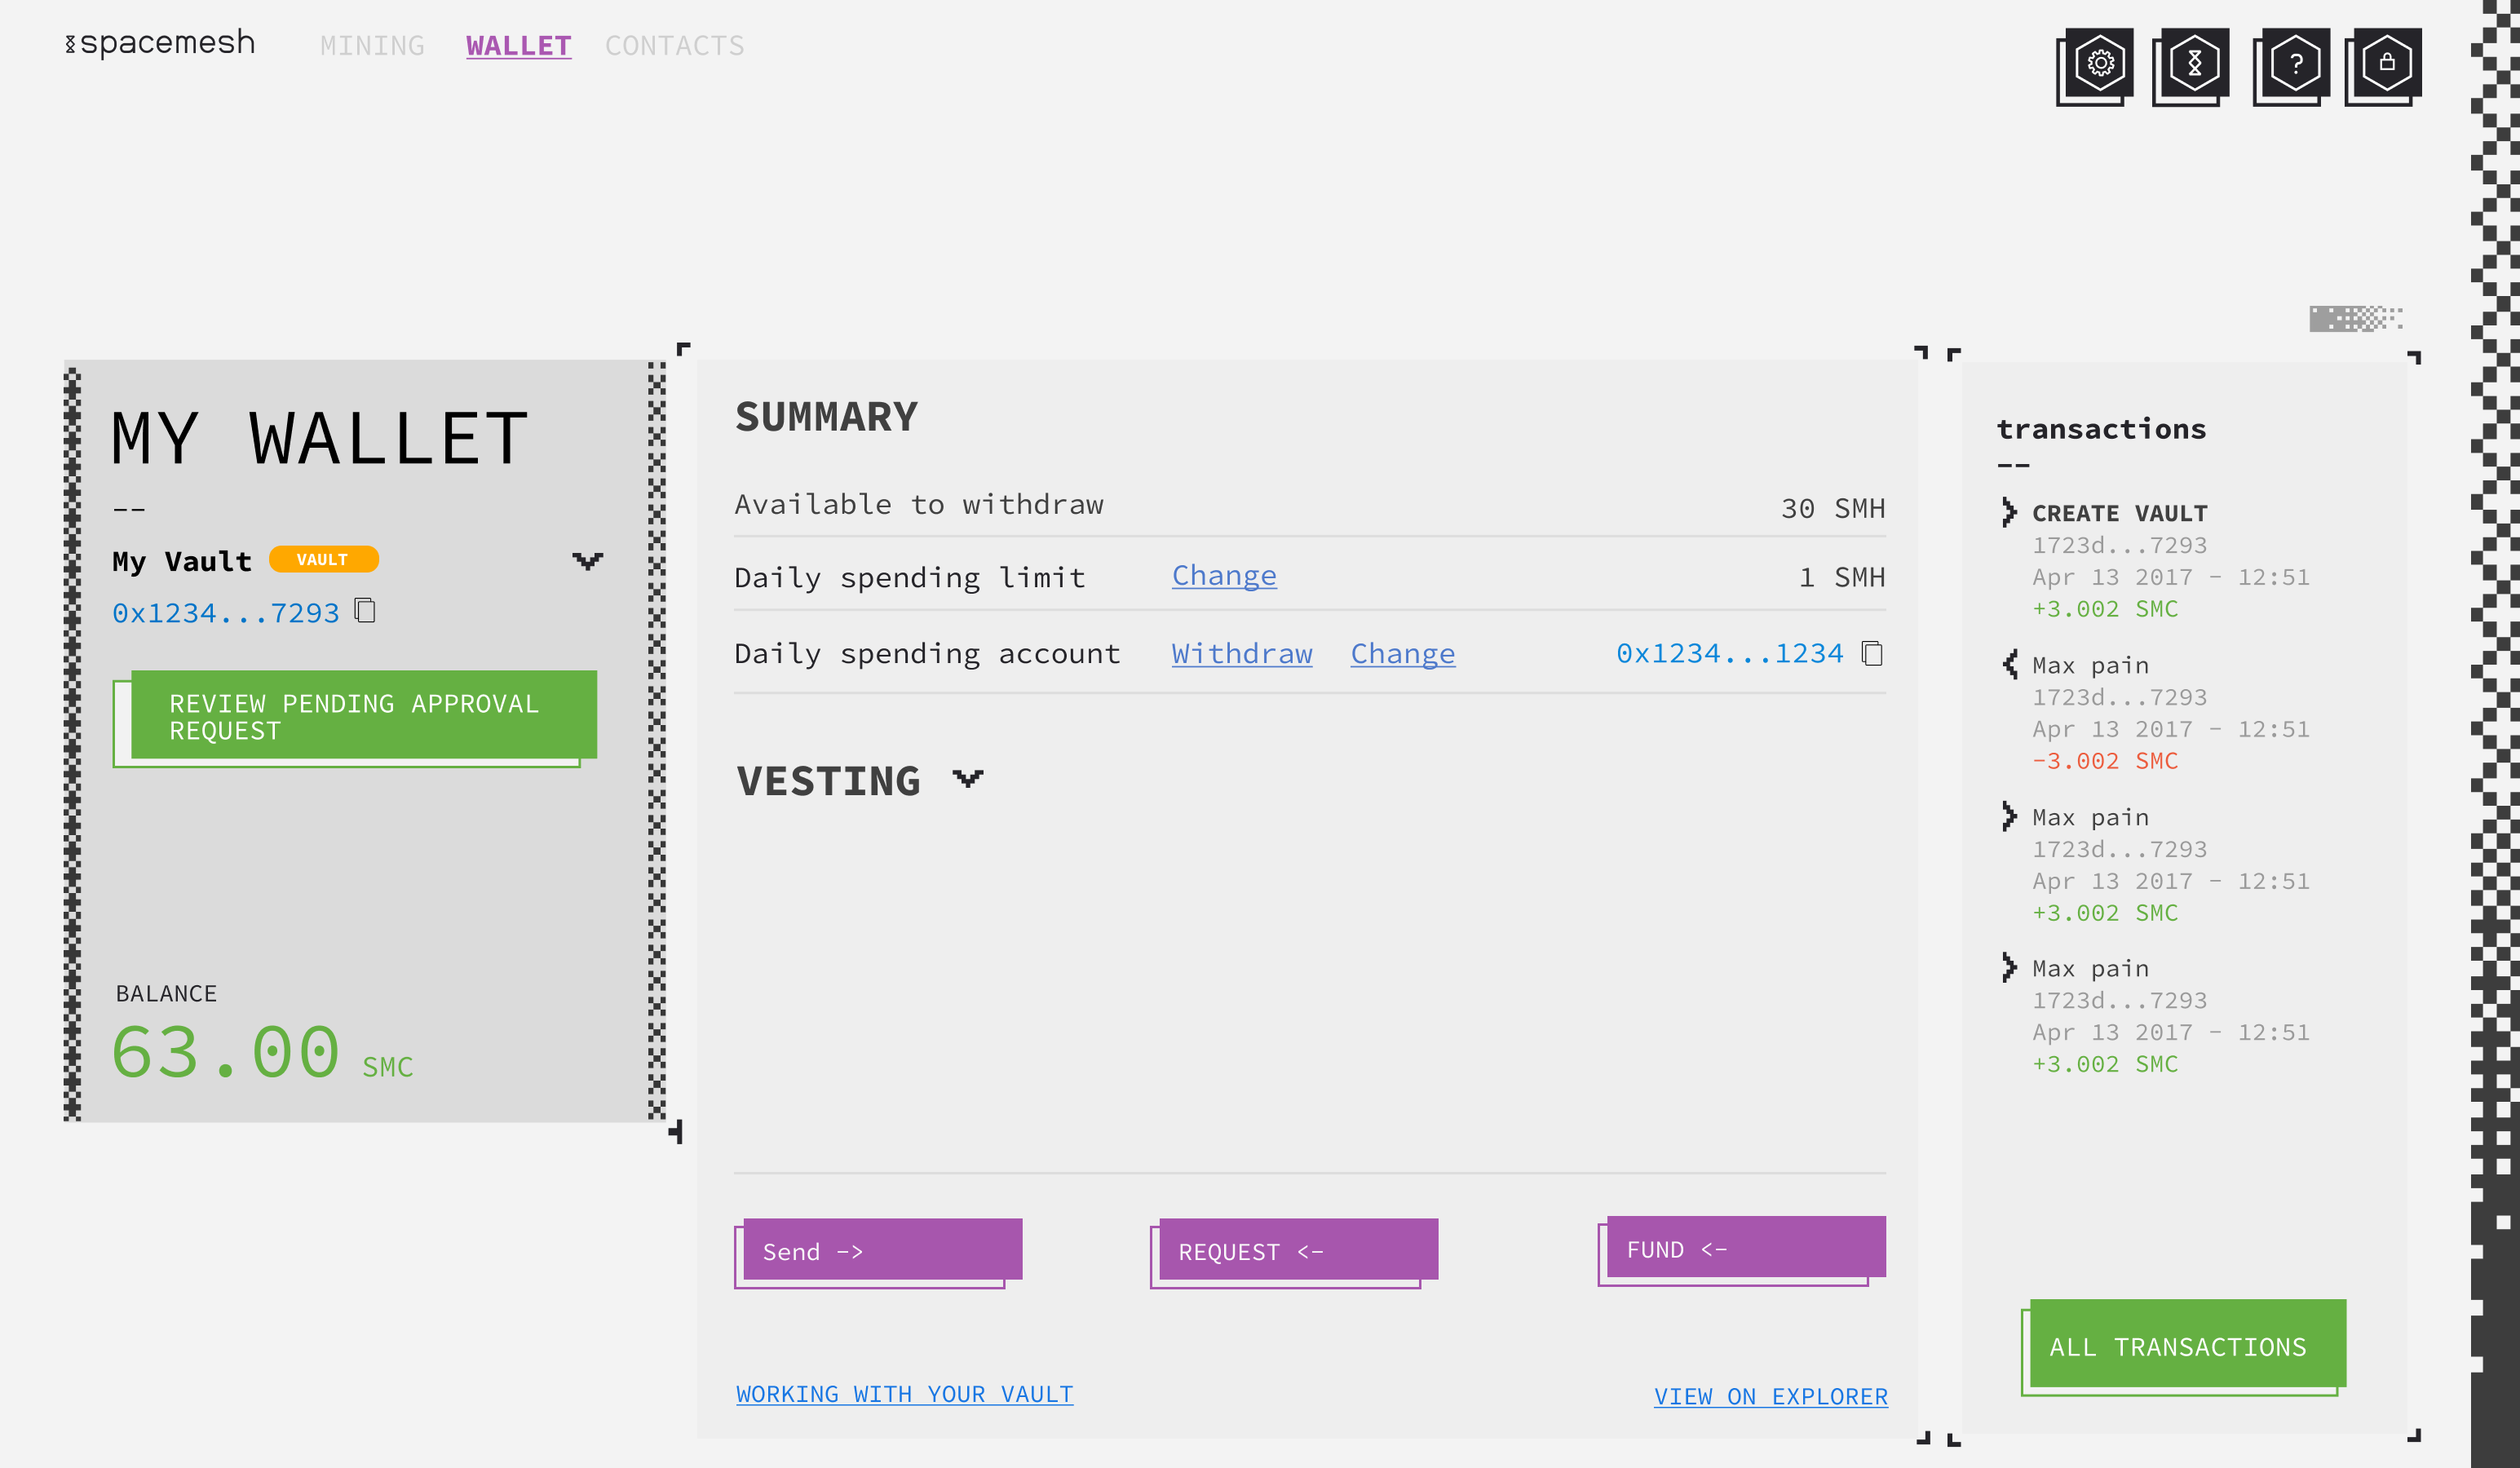 spacemesh
MINING WALLET CONTACTS
?
MY WALLET
--
My Vault VAULT
0x1234...7293
REVIEW PENDING APPROVAL
REQUEST
BALANCE
63.00 SMC
SUMMARY
Available to withdraw 30 SMH
Daily spending limit Change 1 SMH
Daily spending account Withdraw Change 0x1234...1234
VESTING
Send ->
REQUEST <-
FUND <-
WORKING WITH YOUR VAULT
VIEW ON EXPLORER
transactions
--
CREATE VAULT
1723d...7293
Apr 13 2017 - 12:51
+3.002 SMC
Max pain
1723d...7293
Apr 13 2017 - 12:51
-3.002 SMC
Max pain
1723d...7293
Apr 13 2017 - 12:51
+3.002 SMC
Max pain
1723d...7293
Apr 13 2017 - 12:51
+3.002 SMC
ALL TRANSACTIONS